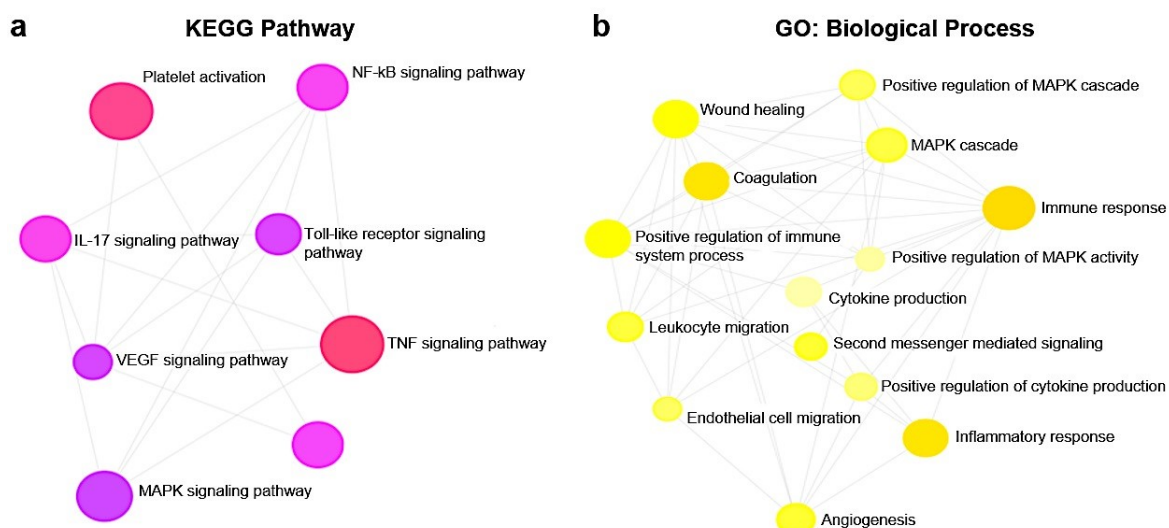 a
KEGG Pathway
Platelet activation
NF-kB signaling pathway
IL-17 signaling pathway
Toll-like receptor signaling
pathway
VEGF signaling pathway
TNF signaling pathway
MAPK signaling pathway
b
GO: Biological Process
Positive regulation of MAPK cascade
Wound healing
MAPK cascade
Coagulation
Immune response
Positive regulation of immune
system process
Positive regulation of MAPK activity
Cytokine production
Leukocyte migration
Second messenger mediated signaling
Positive regulation of cytokine production
Endothelial cell migration
Inflammatory response
Angiogenesis